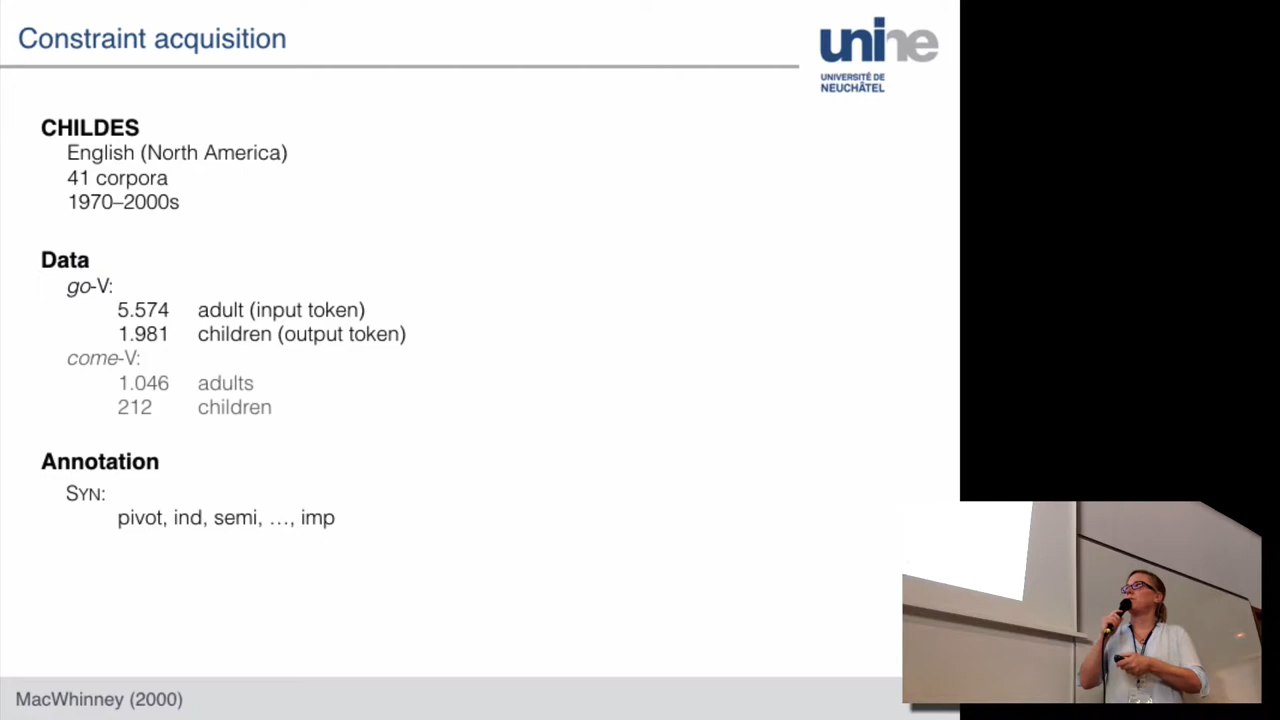 Constraint acquisition
unine
UNIVERSITÉ DE
NEUCHÂTEL
CHILDES
English (North America)
41 corpora
1970–2000s
Data
go-V:
5.574 adult (input token)
1.981 children (output token)
come-V:
1.046 adults
212 children
Annotation
SYN:
pivot, ind, semi, …, imp
MacWhinney (2000)